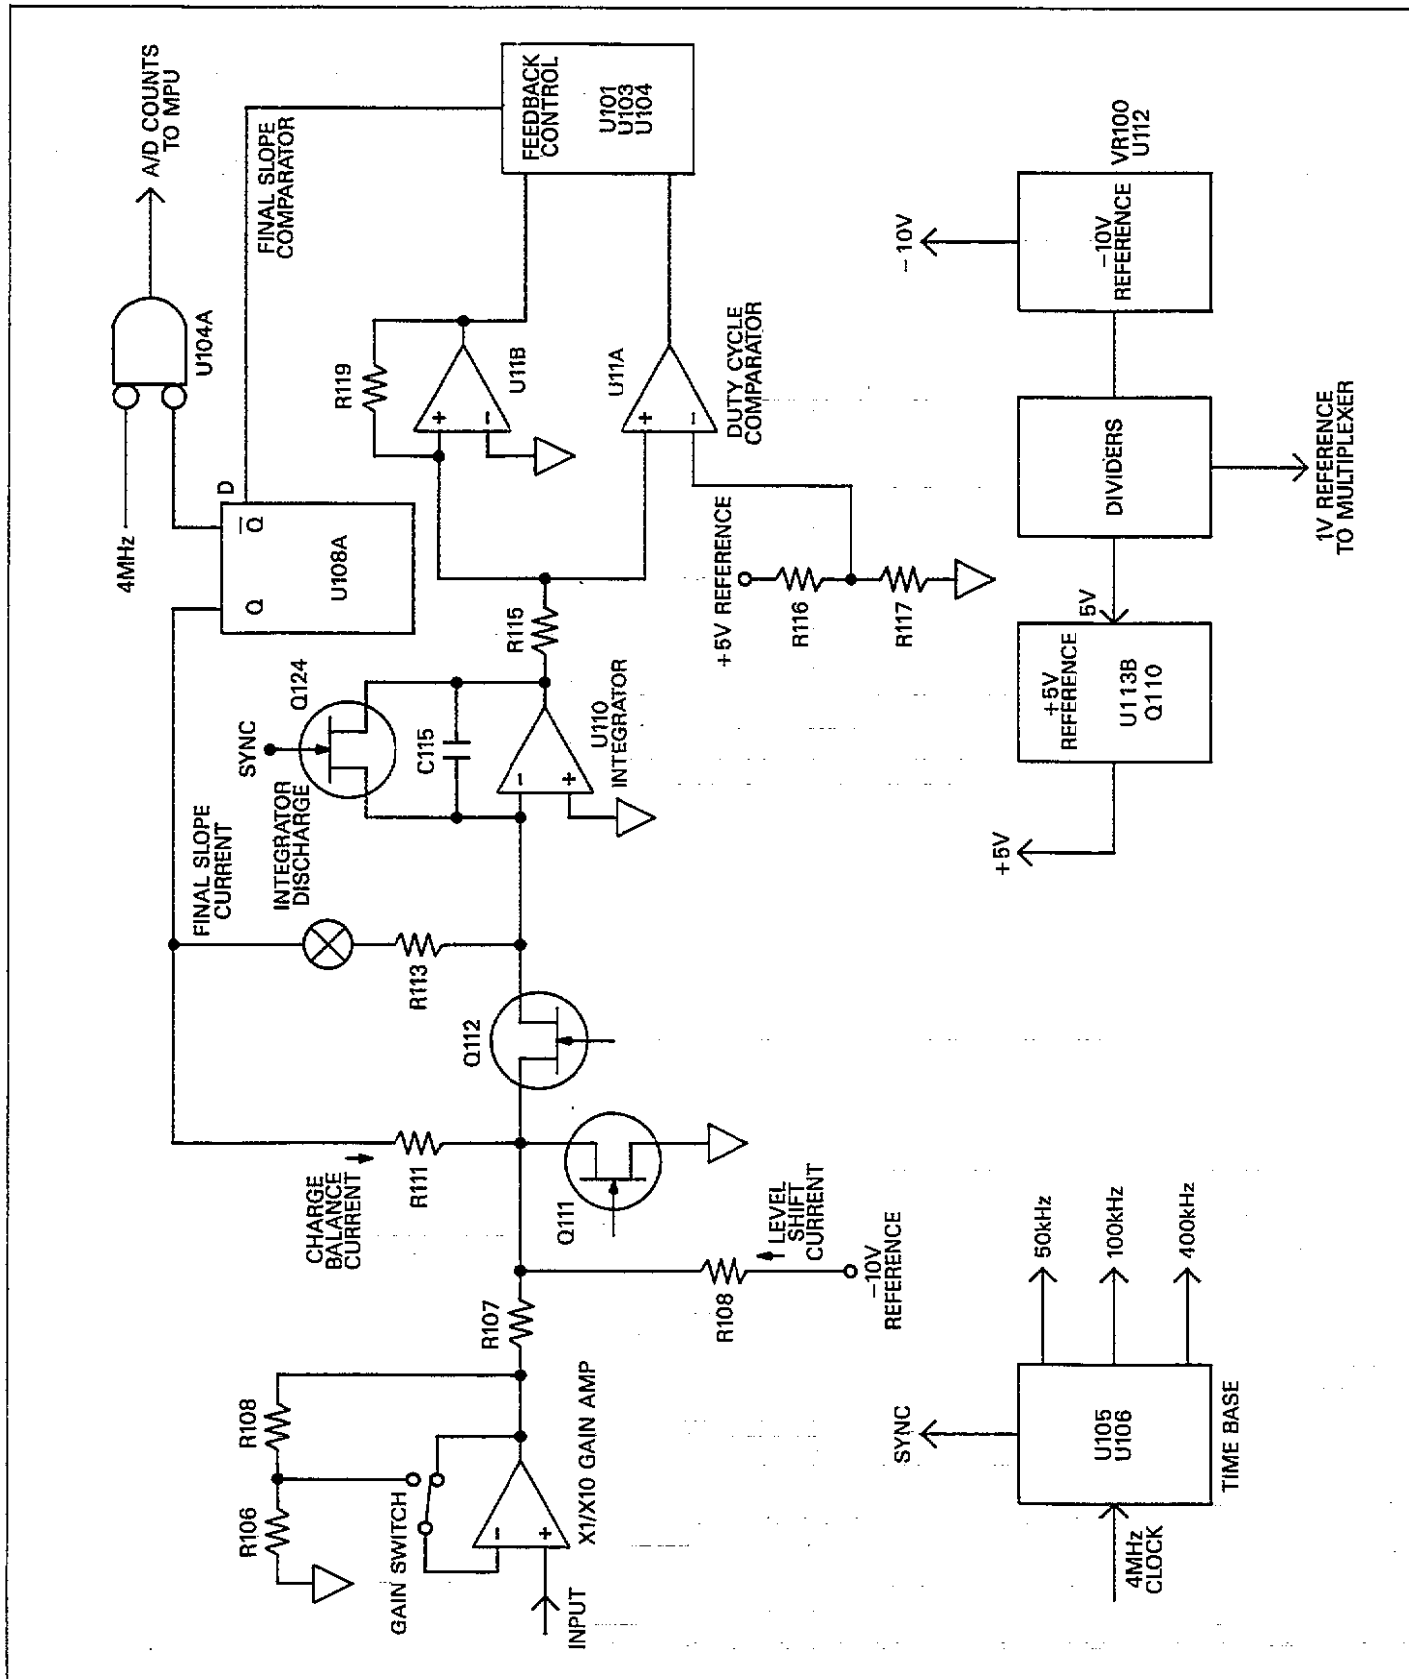 A/D COUNTS
TO MPU
4MHz
U104A
FINAL SLOPE
COMPARATOR
Q
Q
D
U108A
FEEDBACK
CONTROL
U101
U103
U104
R119
+
−
U11B
+
−
U11A
DUTY CYCLE
COMPARATOR
FINAL SLOPE
CURRENT
INTEGRATOR
DISCHARGE
SYNC
Q124
C115
R115
−
+
U110
INTEGRATOR
+5V REFERENCE
R116
R117
R113
Q112
CHARGE
BALANCE
CURRENT
R111
Q111
LEVEL
SHIFT
CURRENT
R108
−10V
REFERENCE
R107
R106
R108
GAIN SWITCH
−
+
X1/X10 GAIN AMP
INPUT
4MHz
CLOCK
SYNC
U105
U106
TIME BASE
50kHz
100kHz
400kHz
+5V
+5V
REFERENCE
U113B
Q110
5V
DIVIDERS
1V REFERENCE
TO MULTIPLEXER
−10V
−10V
REFERENCE
VR100
U112